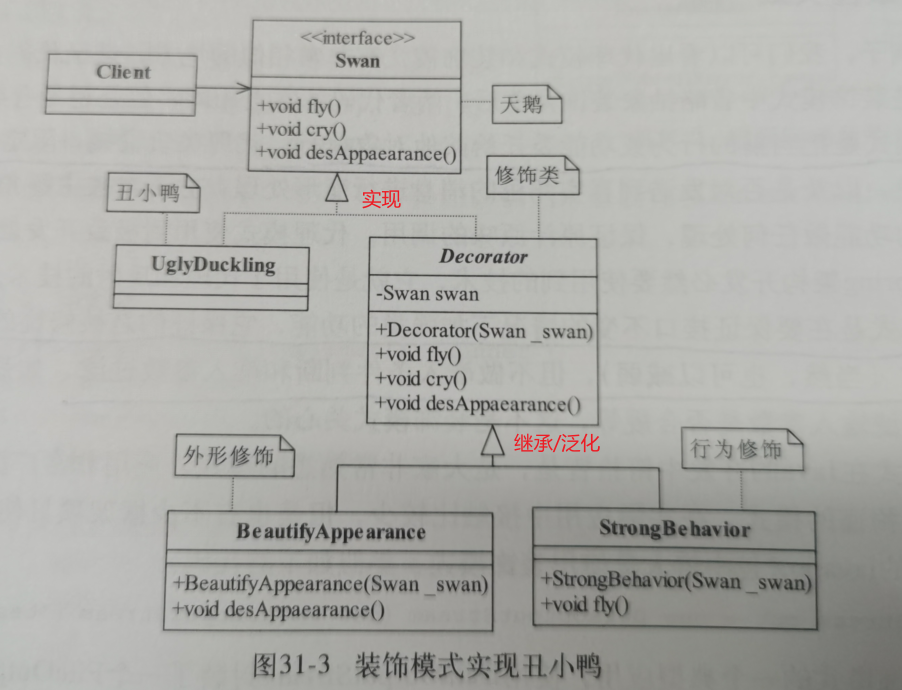 <<interface>>
Swan
Client
+void fly()
+void cry()
+void desAppaearance()
天鹅
修饰类
实现
丑小鸭
UglyDuckling
Decorator
-Swan swan
+Decorator(Swan _swan)
+void fly()
+void cry()
+void desAppaearance()
继承/泛化
外形修饰
行为修饰
BeautifyAppearance
+BeautifyAppearance(Swan _swan)
+void desAppaearance()
StrongBehavior
+StrongBehavior(Swan _swan)
+void fly()
图31-3 装饰模式实现丑小鸭